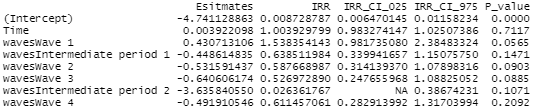 Esitmates IRR IRR_CI_025 IRR_CI_975 P_value
(Intercept) -4.741128863 0.008728787 0.006470145 0.01158234 0.0000
Time 0.003922098 1.003929799 0.983274147 1.02507386 0.7117
wavesWave 1 0.430713106 1.538354143 0.981735080 2.38483324 0.0565
wavesIntermediate period 1 -0.448614835 0.638511984 0.339941657 1.15075750 0.1471
wavesWave 2 -0.531591437 0.587668987 0.314139370 1.07898316 0.0903
wavesWave 3 -0.640606174 0.526972890 0.247655968 1.08825052 0.0885
wavesIntermediate period 2 -3.635840550 0.026361767 NA 0.38674231 0.1071
wavesWave 4 -0.491910546 0.611457061 0.282913992 1.31703994 0.2092